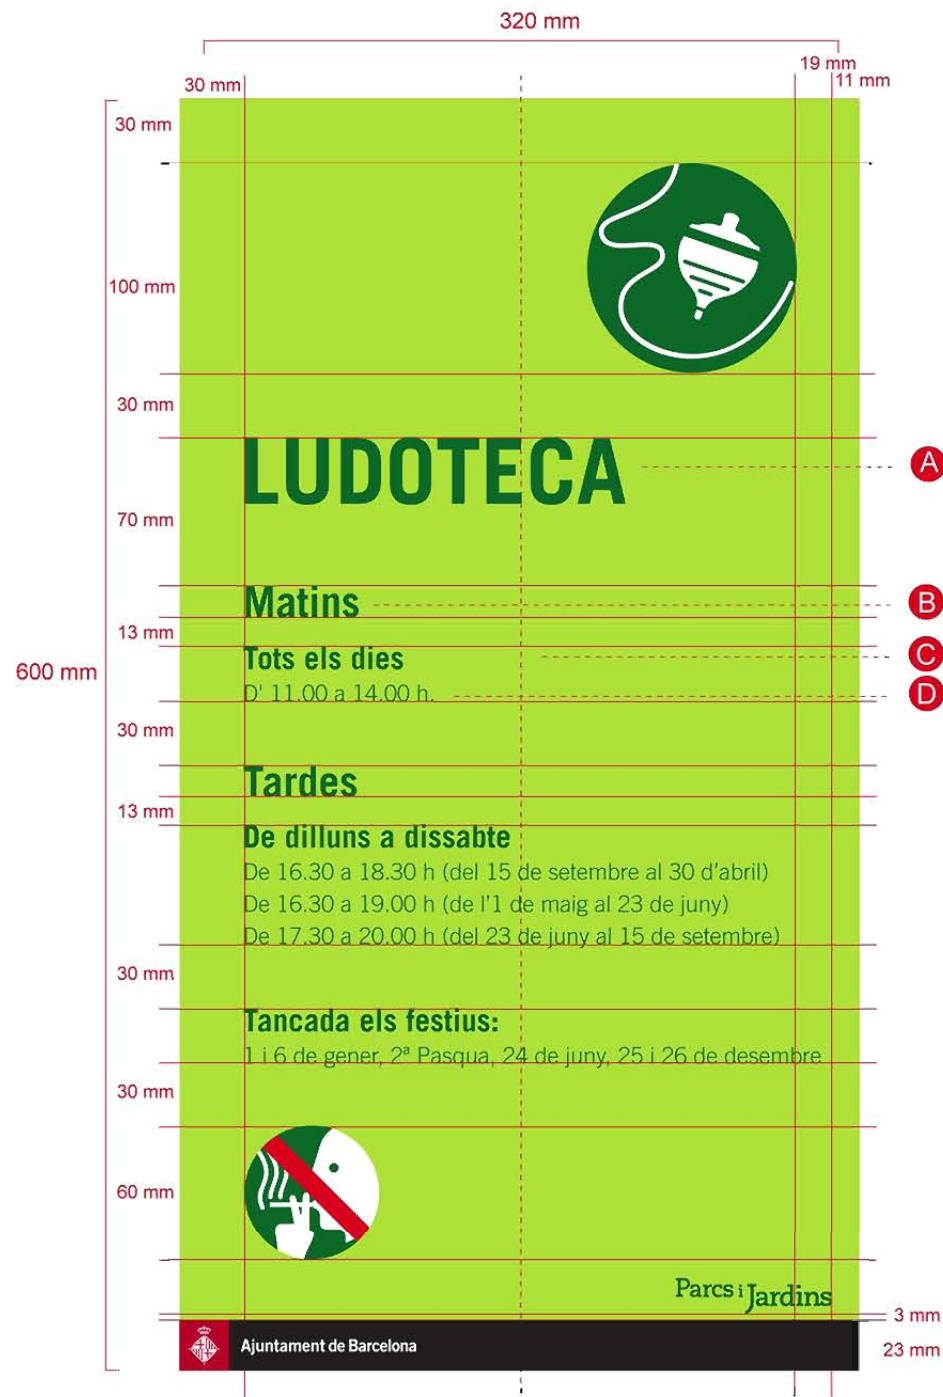 320 mm
19 mm
30 mm
11 mm
30 mm
100 mm
30 mm
LUDOTECA
A
70 mm
Matins
B
13 mm
Tots els dies
C
600 mm
D' 11.00 a 14.00 h.
D
30 mm
Tardes
13 mm
De dilluns a dissabte
De 16.30 a 18.30 h (del 15 de setembre al 30 d'abril)
De 16.30 a 19.00 h (de l'1 de maig al 23 de juny)
De 17.30 a 20.00 h (del 23 de juny al 15 de setembre)
30 mm
Tancada els festius:
1 i 6 de gener, 2ª Pasqua, 24 de juny, 25 i 26 de desembre
30 mm
60 mm
Parcs i Jardins
3 mm
Ajuntament de Barcelona
23 mm